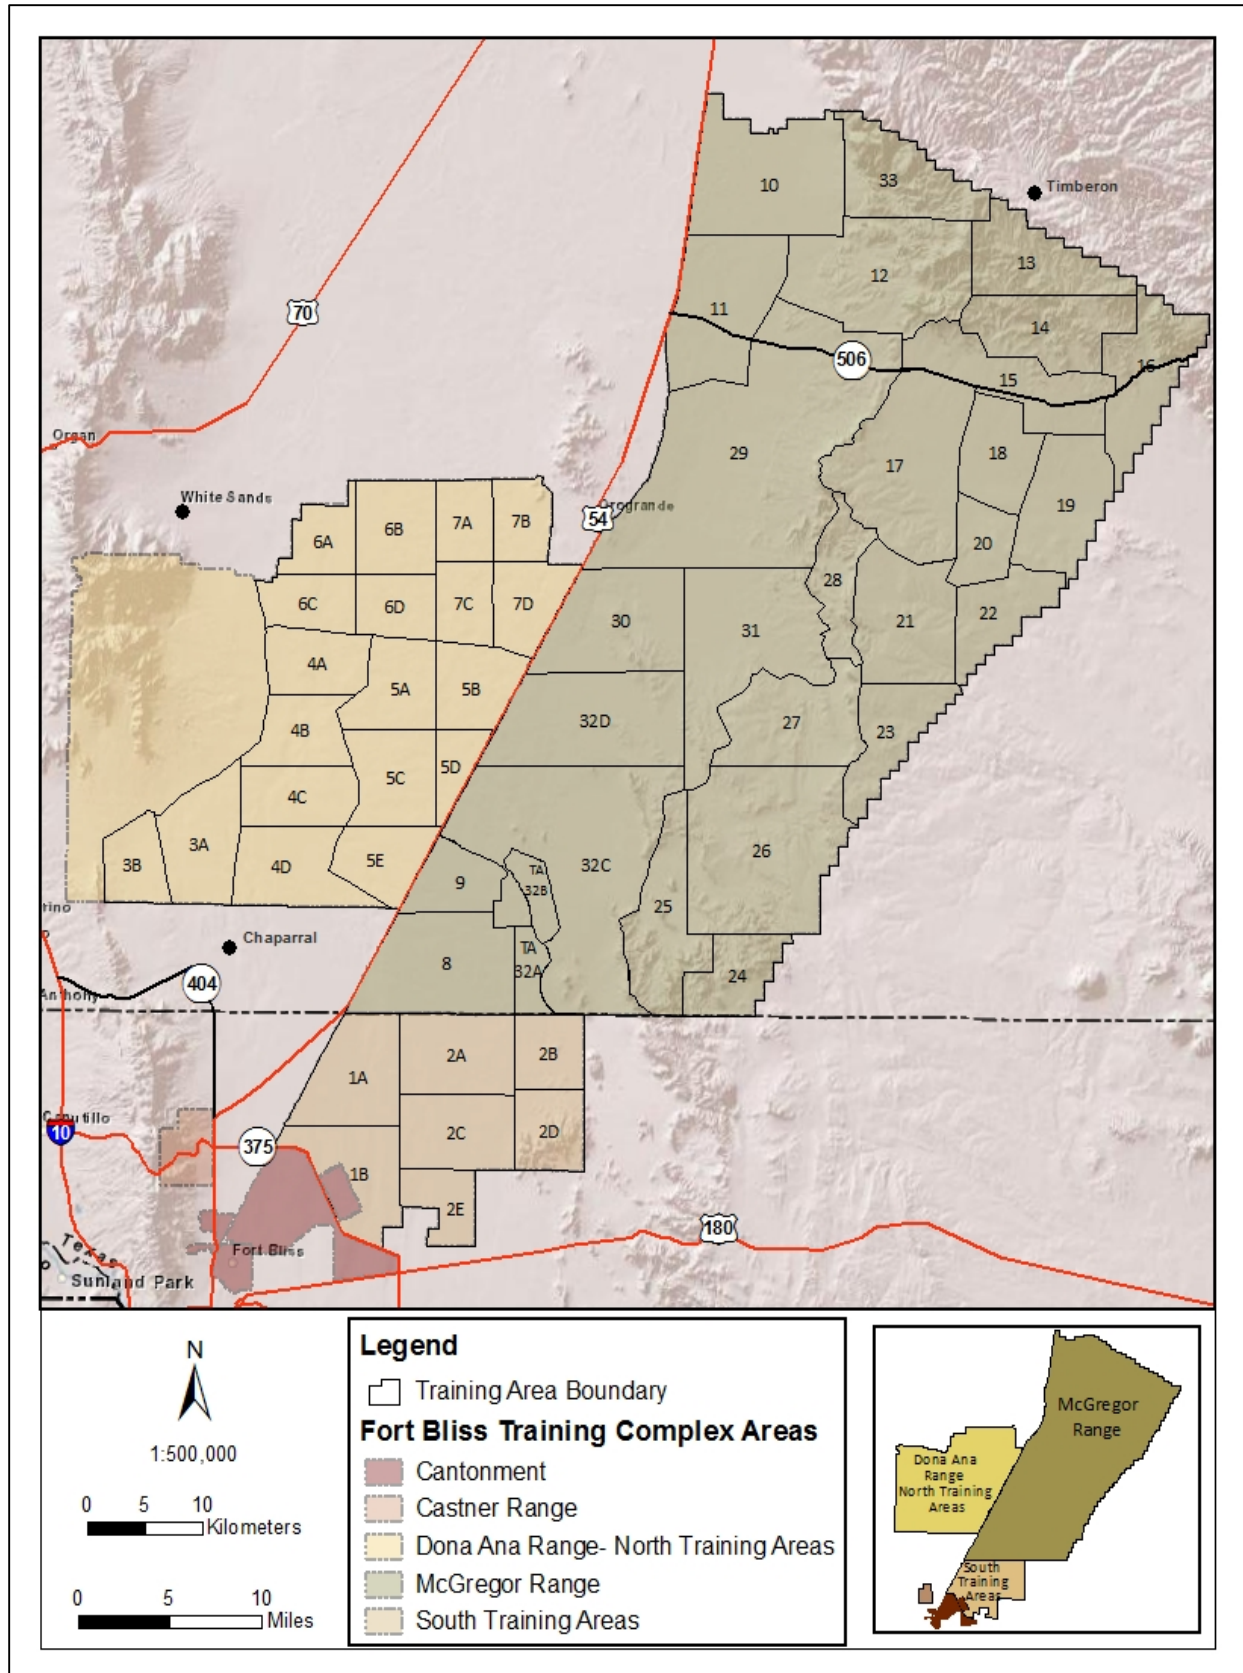 10
33
Timberon
13
12
70
11
14
506
16
15
Organ
29
17
18
White Sands
19
Orogrande
54
6A
6B
7A
7B
20
28
6C
6D
7C
7D
30
31
21
22
4A
5A
5B
4B
32D
27
23
5C
5D
4C
3B
3A
4D
5E
9
TA
32B
32C
26
25
Chaparral
8
TA
32A
24
404
Anthony
1A
2A
2B
Canutillo
10
375
2C
2D
1B
2E
180
Texas
Fort Bliss
Sunland Park
N
1:500,000
0 5 10
Kilometers
0 5 10
Miles
Legend
Training Area Boundary
Fort Bliss Training Complex Areas
Cantonment
Castner Range
Dona Ana Range- North Training Areas
McGregor Range
South Training Areas
McGregor
Range
Dona Ana
Range
North Training
Areas
South
Training
Areas